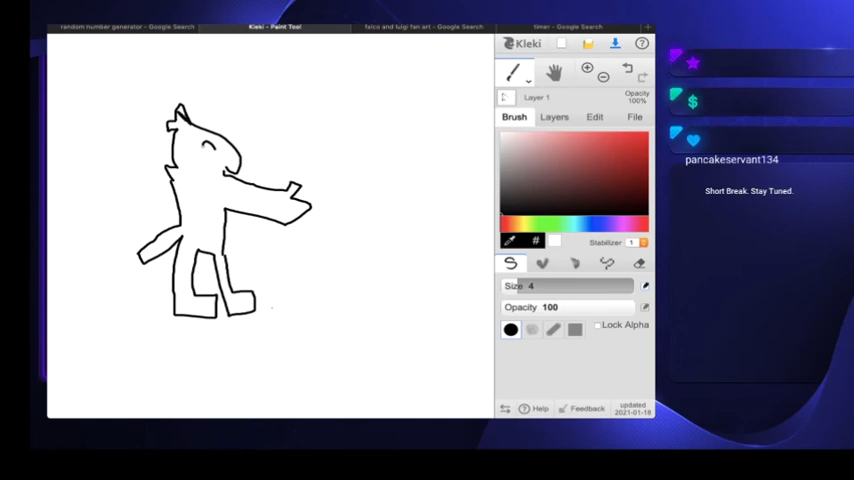 random number generator - Google Search
Kleki - Paint Tool
falco and luigi fan art - Google Search
timer - Google Search
Kleki
Layer 1
Opacity
100%
Brush
Layers
Edit
File
#
Stabilizer
1
Size 4
Opacity 100
Lock Alpha
Help
Feedback
updated
2021-01-18
$
pancakeservant134
Short Break. Stay Tuned.